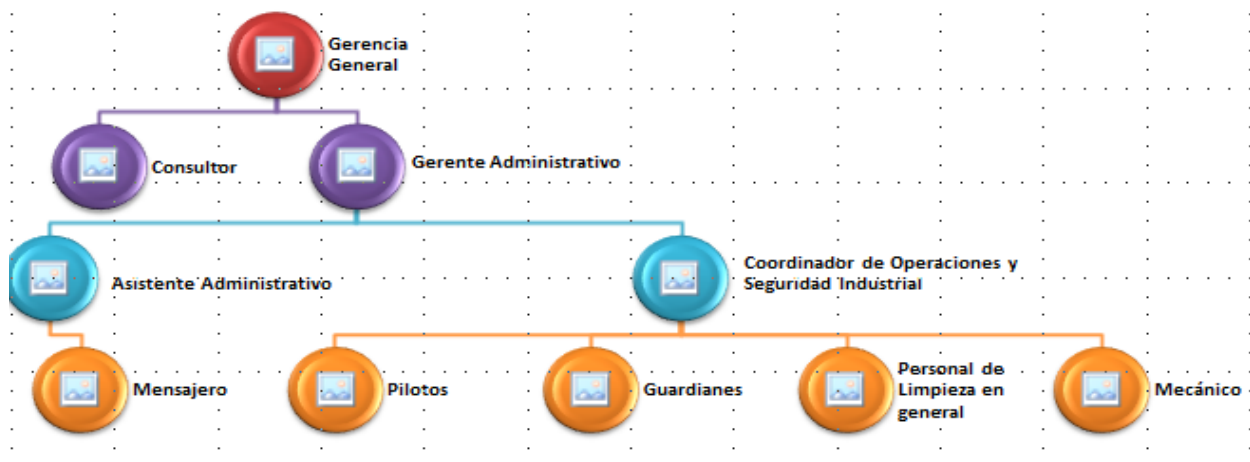 Gerencia
General
Consultor
Gerente Administrativo
Asistente Administrativo
Coordinador de Operaciones y
Seguridad Industrial
Mensajero
Pilotos
Guardianes
Personal de
Limpieza en
general
Mecánico